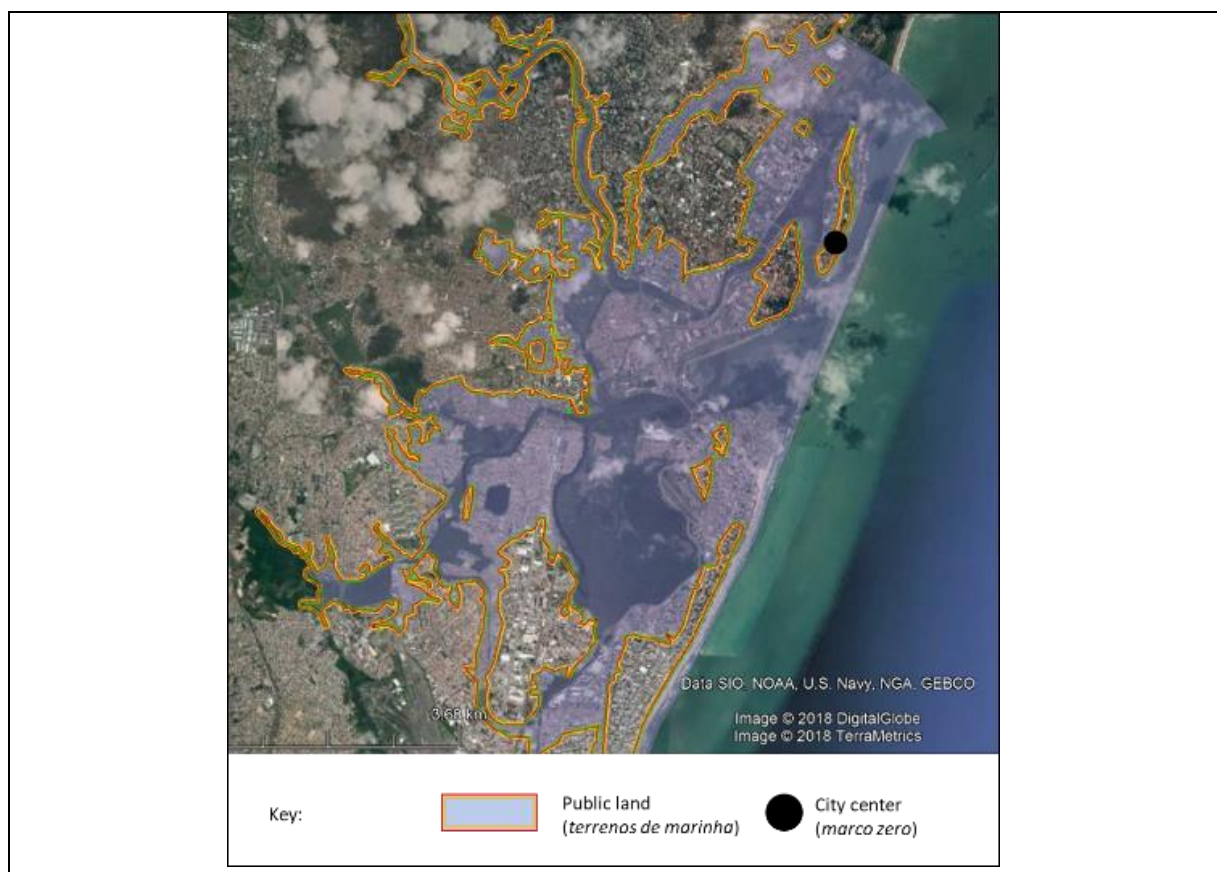 Data SIO, NOAA, U.S. Navy, NGA, GEBCO
3,68 km
Image © 2018 DigitalGlobe
Image © 2018 TerraMetrics
Key:
Public land
(terrenos de marinha)
City center
(marco zero)